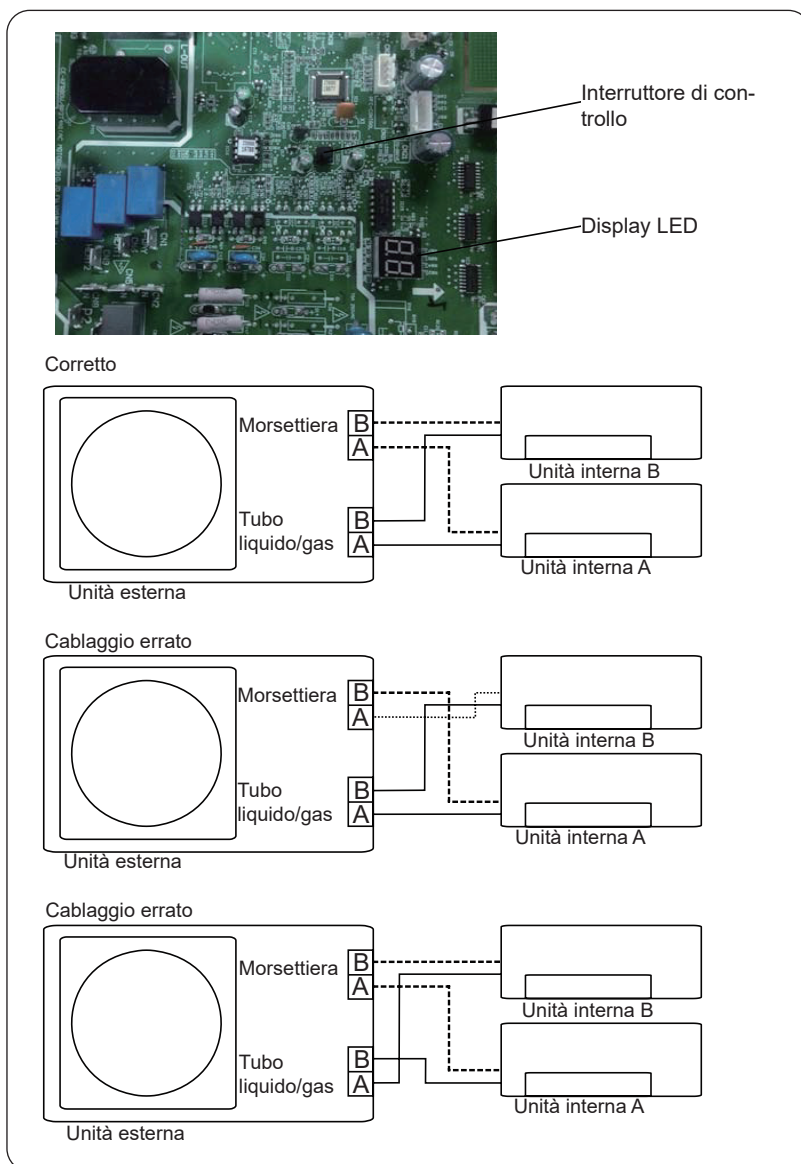 L-OUT
Interruttore di con-
trollo
Display LED
Corretto
Morsettiera
B
A
Tubo
liquido/gas
B
A
Unità esterna
Unità interna B
Unità interna A
Cablaggio errato
Morsettiera
B
A
Tubo
liquido/gas
B
A
Unità esterna
Unità interna B
Unità interna A
Cablaggio errato
Morsettiera
B
A
Tubo
liquido/gas
B
A
Unità esterna
Unità interna B
Unità interna A